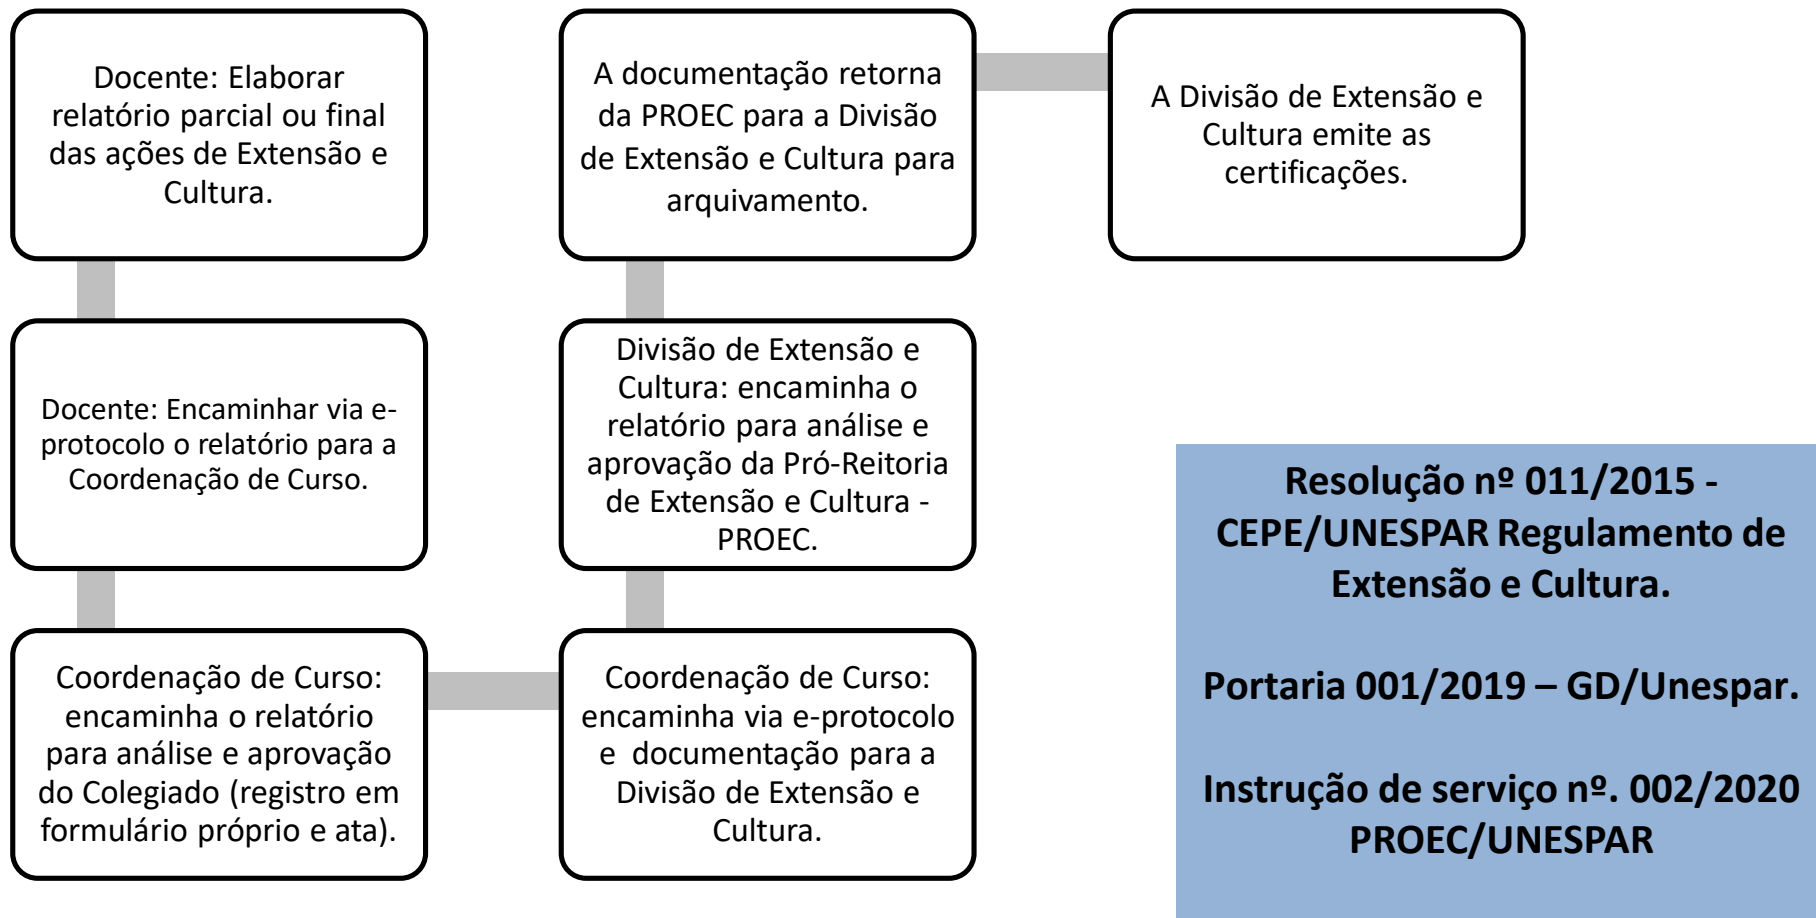 Docente: Elaborar
relatório parcial ou final
das ações de Extensão e
Cultura.
Docente: Encaminhar via e-
protocolo o relatório para a
Coordenação de Curso.
Coordenação de Curso:
encaminha o relatório
para análise e aprovação
do Colegiado (registro em
formulário próprio e ata).
Coordenação de Curso:
encaminha via e-protocolo
e documentação para a
Divisão de Extensão e
Cultura.
Divisão de Extensão e
Cultura: encaminha o
relatório para análise e
aprovação da Pró-Reitoria
de Extensão e Cultura -
PROEC.
A documentação retorna
da PROEC para a Divisão
de Extensão e Cultura para
arquivamento.
A Divisão de Extensão e
Cultura emite as
certificações.
Resolução nº 011/2015 -
CEPE/UNESPAR Regulamento de
Extensão e Cultura.
Portaria 001/2019 – GD/Unespar.
Instrução de serviço nº. 002/2020
PROEC/UNESPAR